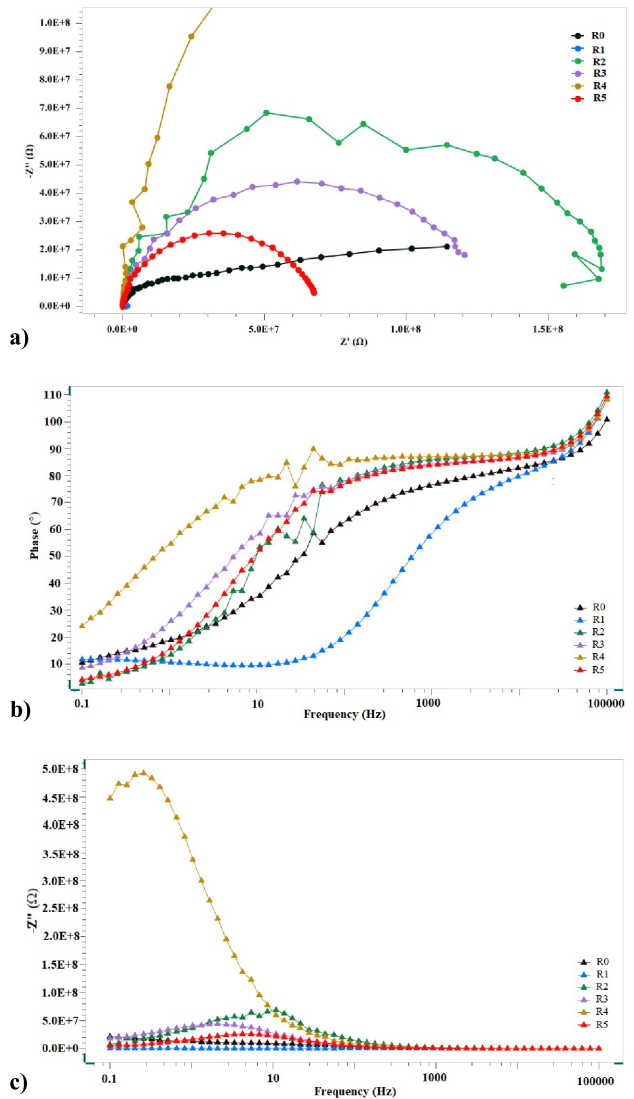 1.0E+8
9.0E+7
8.0E+7
7.0E+7
6.0E+7
5.0E+7
4.0E+7
3.0E+7
2.0E+7
1.0E+7
0.0E+0
-Z'' (Ω)
R0
R1
R2
R3
R4
R5
0.0E+0 5.0E+7 1.0E+8 1.5E+8
Z' (Ω)
a)
110
100
90
80
70
60
50
40
30
20
10
Phase (°)
R0
R1
R2
R3
R4
R5
0.1 10 1000 100000
Frequency (Hz)
b)
5.0E+8
4.5E+8
4.0E+8
3.5E+8
3.0E+8
2.5E+8
2.0E+8
1.5E+8
1.0E+8
5.0E+7
0.0E+0
-Z'' (Ω)
R0
R1
R2
R3
R4
R5
0.1 10 1000 100000
Frequency (Hz)
c)